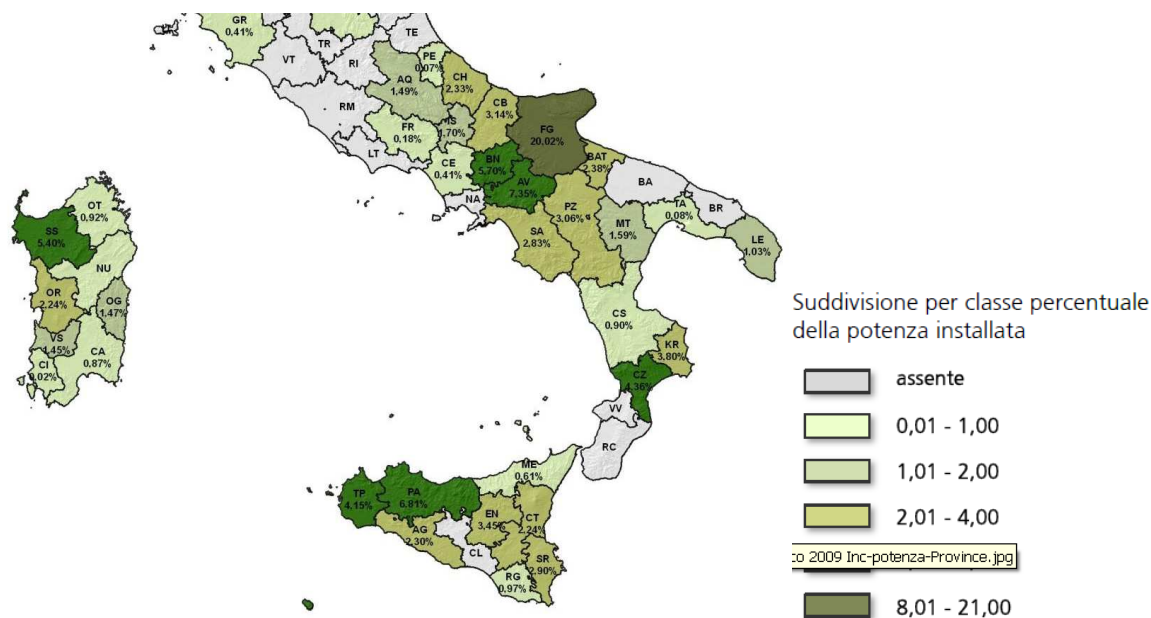 GR
0,41%
TE
TR
PE
0,07%
VT
RI
CH
2.33%
AQ
1,49%
CB
3,14%
RM
IS
1,70%
FR
0,18%
FG
20,02%
LT
CE
0,41%
BN
5,70%
BAT
2,38%
AV
7,35%
BA
NA
TA
0,08%
BR
PZ
3,06%
OT
0,92%
SA
2,83%
MT
1.59%
LE
1,03%
SS
5.40%
NU
OR
2.24%
OG
1.47%
VS
1,45%
CI
0,02%
CA
0,87%
CS
0.90%
KR
3.80%
CZ
4,36%
VV
RC
ME
0.61%
TP
4,15%
PA
6.81%
EN
3,45%
CT
2.24%
AG
2.30%
CL
SR
2.90%
RG
0.97%
Suddivisione per classe percentuale
della potenza installata
assente
0,01 - 1,00
1,01 - 2,00
2,01 - 4,00
co 2009 Inc-potenza-Province.jpg
8,01 - 21,00